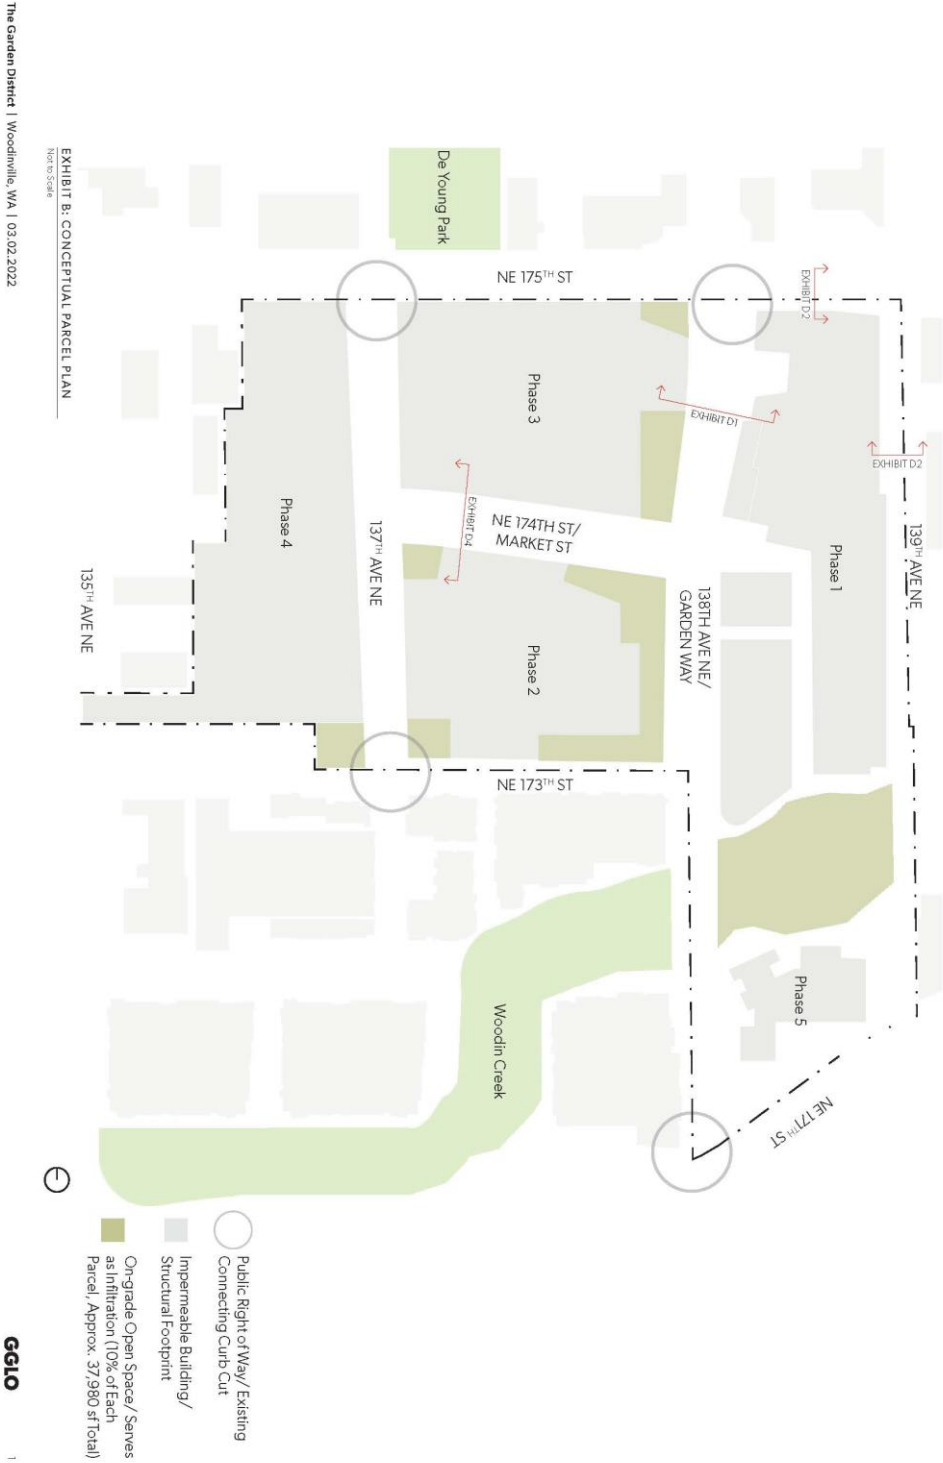 The Garden District | Woodinville, WA | 03.02.2022
EXHIBIT B: CONCEPTUAL PARCEL PLAN
Not to Scale
De Young Park
NE 175TH ST
EXHIBIT D2
Phase 3
EXHIBIT D1
EXHIBIT D2
Phase 4
137TH AVE NE
EXHIBIT D4
NE 174TH ST/
MARKET ST
Phase 1
139TH AVE NE
135TH AVE NE
138TH AVE NE/
GARDEN WAY
Phase 2
NE 173TH ST
Phase 5
Woodin Creek
NE 171TH ST
Public Right of Way/ Existing
Connecting Curb Cut
Impermeable Building/
Structural Footprint
On-grade Open Space/ Serves
as Infiltration (10% of Each
Parcel, Approx. 37,980 sf Total)
GGLO
1